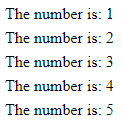 The number is: 1
The number is: 2
The number is: 3
The number is: 4
The number is: 5